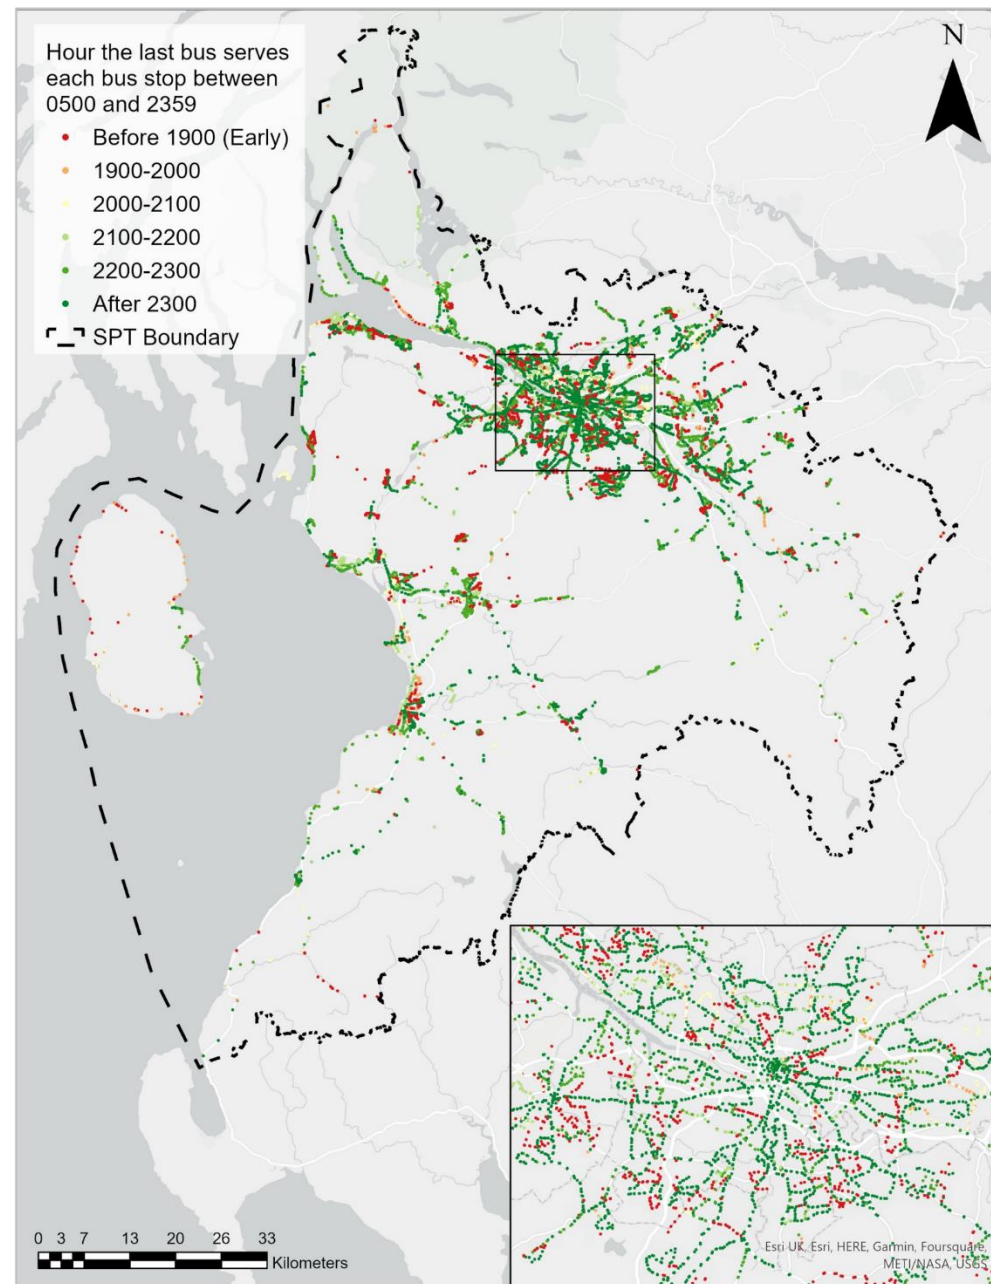 Hour the last bus serves
each bus stop between
0500 and 2359
Before 1900 (Early)
1900-2000
2000-2100
2100-2200
2200-2300
After 2300
SPT Boundary
N
0 3 7 13 20 26 33
Kilometers
Esri UK, Esri, HERE, Garmin, Foursquare,
METI/NASA, USGS